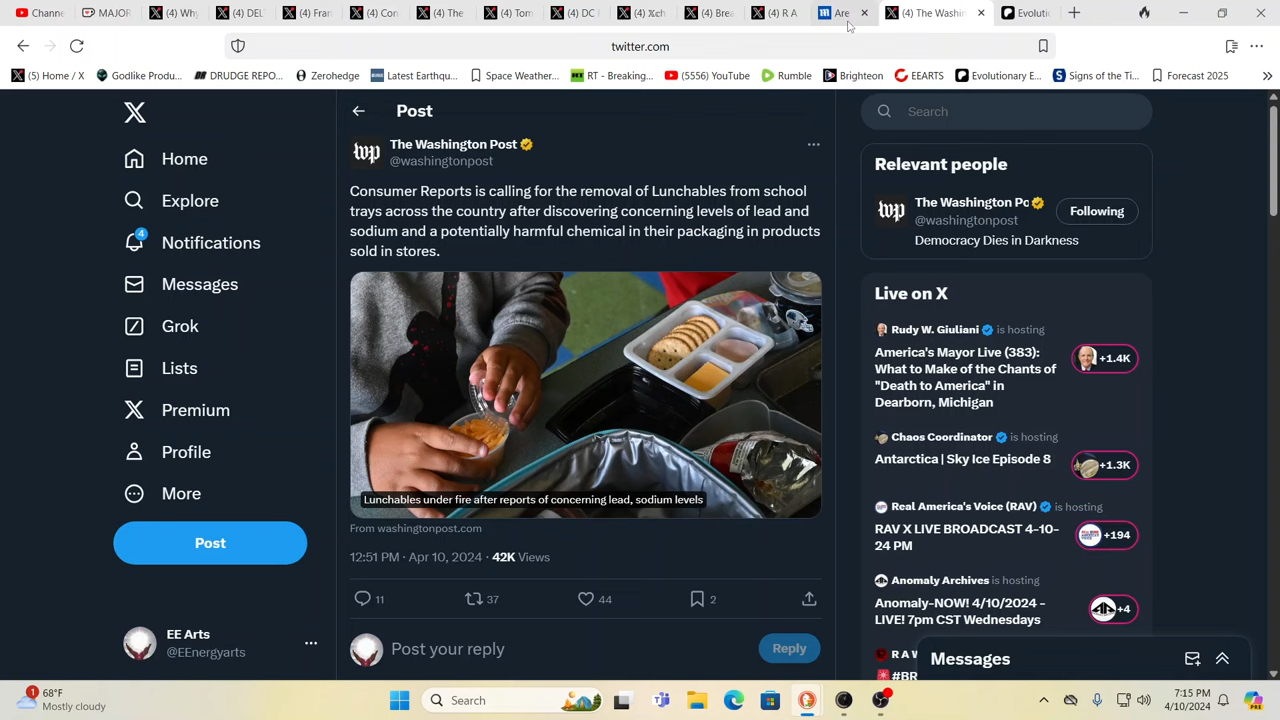 Channe
MAJOR
(4) Why
(4) DEL
(4) Fran
(4) Con
(4) The
(4) Tom
(4) DC I
(4) Xch
(4) Brea
(4) R A
Are
(4) The Washin
Evoluti
twitter.com
(5) Home / X
Godlike Produ...
DRUDGE REPO...
Zerohedge
Latest Earthqu...
Space Weather...
RT - Breaking...
(5556) YouTube
Rumble
Brighteon
EEARTS
Evolutionary E...
Signs of the Ti...
Forecast 2025
Home
Explore
4
Notifications
Messages
Grok
Lists
Premium
Profile
More
Post
EE Arts
@EEnergyarts
Post
wp
The Washington Post
@washingtonpost
Consumer Reports is calling for the removal of Lunchables from school
trays across the country after discovering concerning levels of lead and
sodium and a potentially harmful chemical in their packaging in products
sold in stores.
Lunchables under fire after reports of concerning lead, sodium levels
From washingtonpost.com
12:51 PM · Apr 10, 2024 · 42K Views
11
37
44
2
Post your reply
Reply
Search
Relevant people
wp
The Washington Po
@washingtonpost
Following
Democracy Dies in Darkness
Live on X
Rudy W. Giuliani is hosting
America's Mayor Live (383):
What to Make of the Chants of
"Death to America" in
Dearborn, Michigan
+1.4K
Chaos Coordinator is hosting
Antarctica | Sky Ice Episode 8
+1.3K
Real America's Voice (RAV) is hosting
RAV X LIVE BROADCAST 4-10-
24 PM
+194
Anomaly Archives is hosting
Anomaly-NOW! 4/10/2024 -
LIVE! 7pm CST Wednesdays
+4
R A W
#BR
Messages
1
68°F
Mostly cloudy
Search
7:15 PM
4/10/2024
PRE